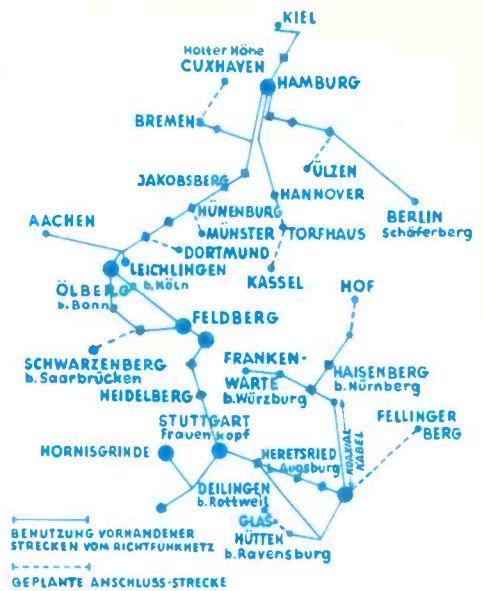 KIEL
Holter Höhe
CUXHAVEN
HAMBURG
BREMEN
ÜLZEN
JAKOBSBERG
HANNOVER
HÜNENBURG
BERLIN
Schäferberg
AACHEN
MÜNSTER
TORFHAUS
DORTMUND
LEICHLINGEN
b. Köln
KASSEL
HOF
ÖLBERG
b. Bonn
FELDBERG
SCHWARZENBERG
b. Saarbrücken
FRANKEN-
WARTE
b. Würzburg
HAISENBERG
b. Nürnberg
HEIDELBERG
STUTTGART
Frauenkopf
FELLINGER
BERG
HORNISGRINDE
HERETSRIED
b. Augsburg
KOAXIAL
KABEL
DEILINGEN
b. Rottweil
GLAS-
HÜTTEN
b. Ravensburg
BENUTZUNG VORHANDENER
STRECKEN VOM RICHTFUNKNETZ
GEPLANTE ANSCHLUSS-STRECKE